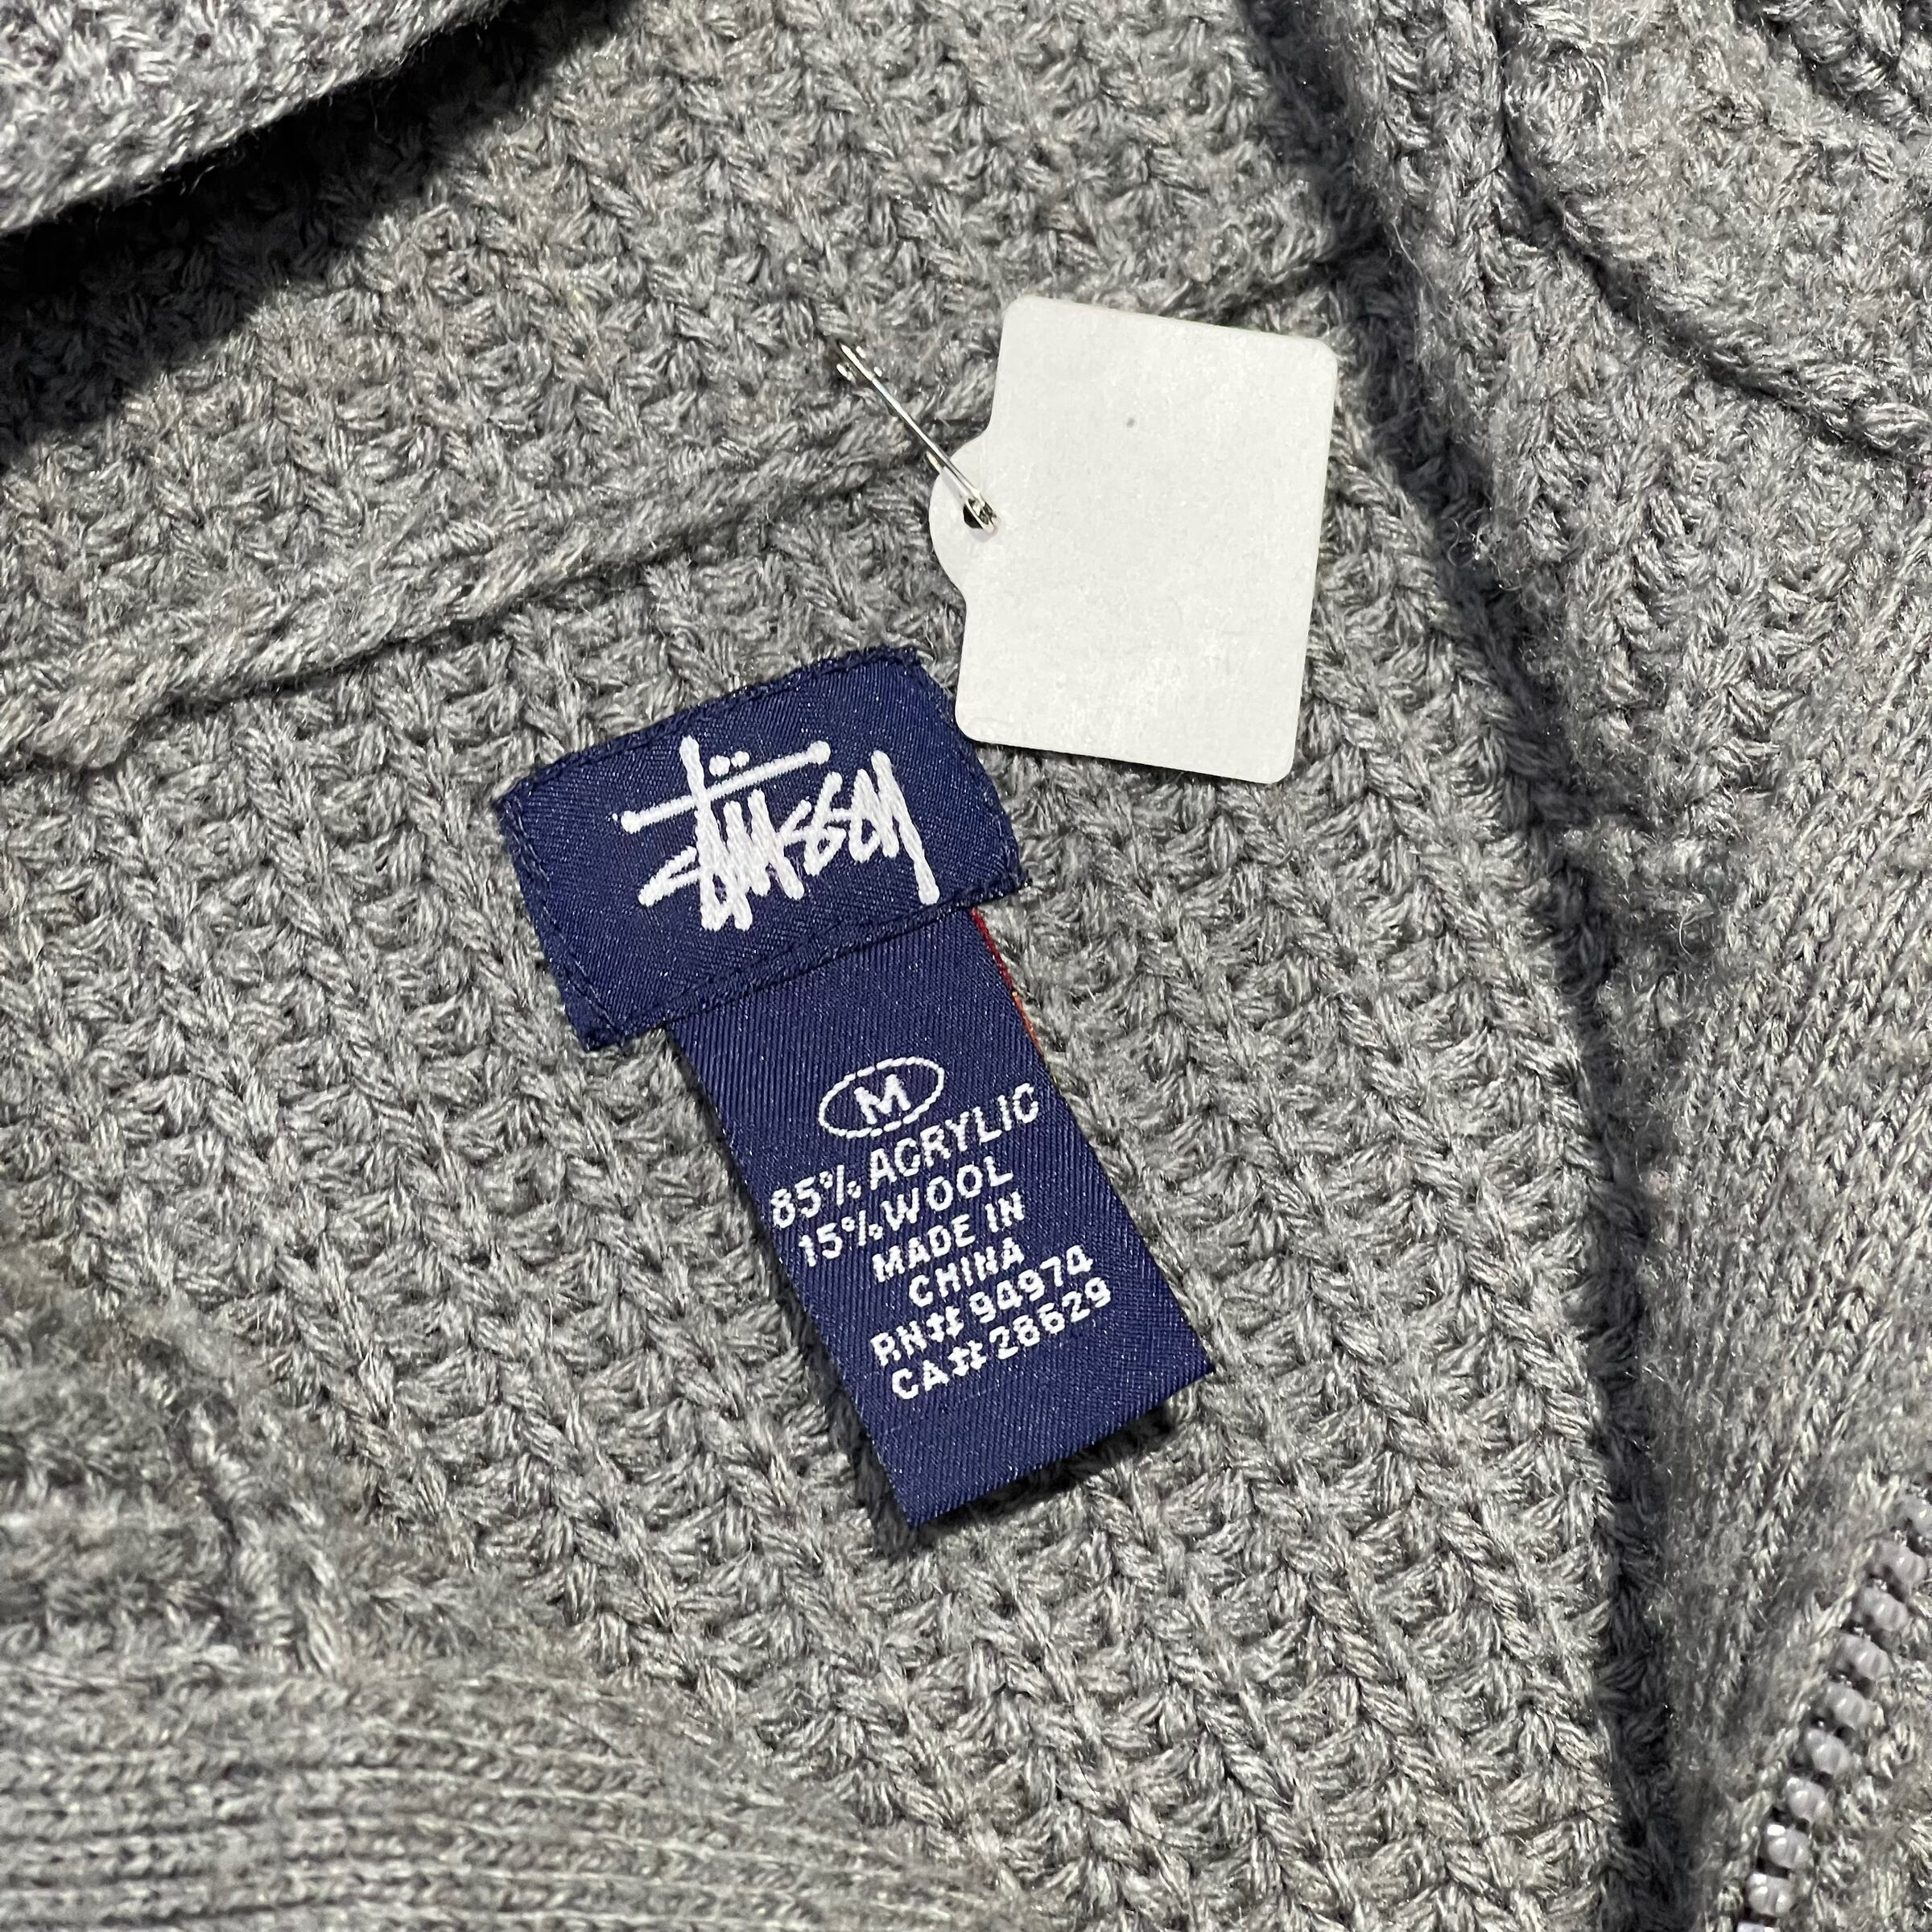 Stüssy
M
85% ACRYLIC
15% WOOL
MADE IN
CHINA
RN# 94974
CA# 28629